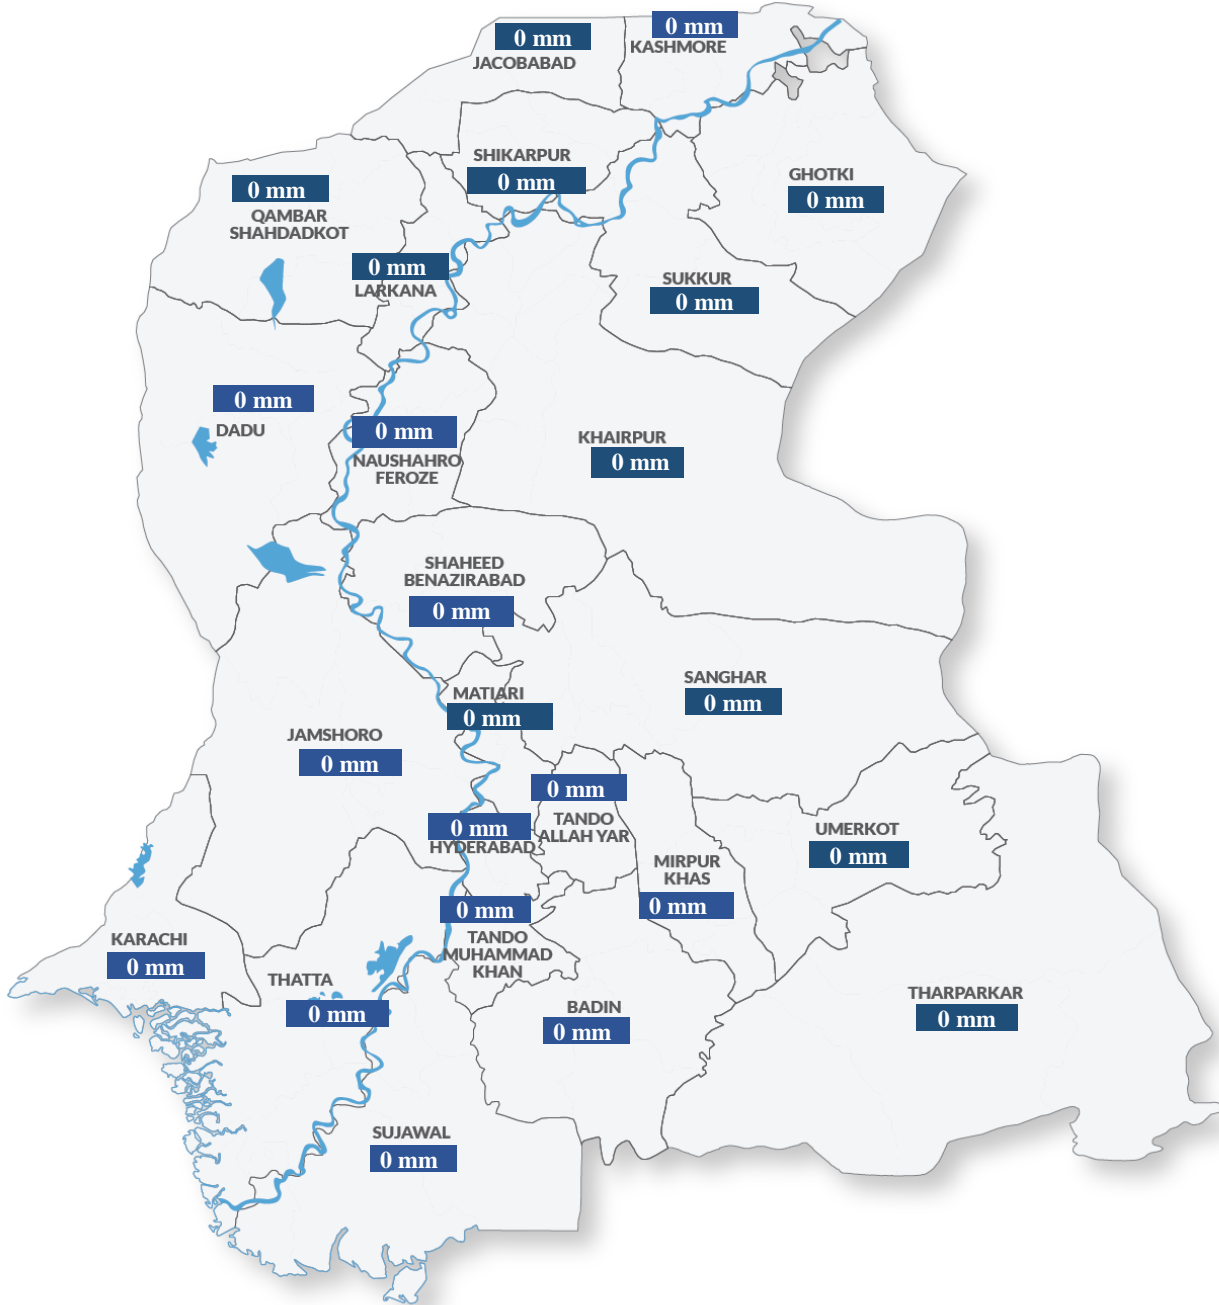 0 mm
KASHMORE
0 mm
JACOBABAD
SHIKARPUR
0 mm
GHOTKI
0 mm
0 mm
QAMBAR
SHAHDADKOT
0 mm
LARKANA
SUKKUR
0 mm
0 mm
DADU
0 mm
NAUSHAHRO
FEROZE
KHAIRPUR
0 mm
SHAHEED
BENAZIRABAD
0 mm
SANGHAR
0 mm
MATIARI
0 mm
JAMSHORO
0 mm
0 mm
TANDO
ALLAH YAR
0 mm
HYDERABAD
UMERKOT
0 mm
MIRPUR
KHAS
0 mm
0 mm
TANDO
MUHAMMAD
KHAN
KARACHI
0 mm
THATTA
0 mm
BADIN
0 mm
THARPARKAR
0 mm
SUJAWAL
0 mm